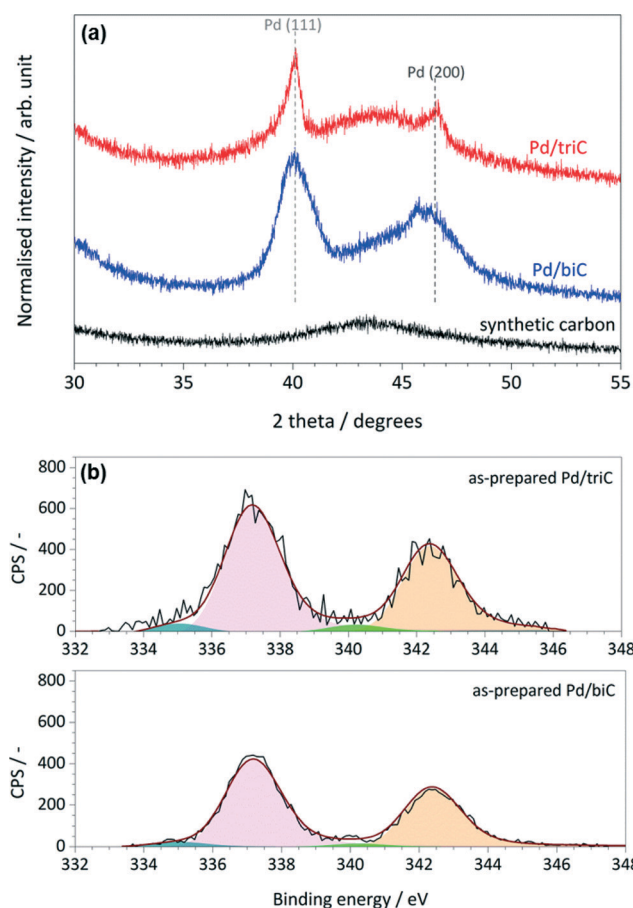 (a)
Pd (111)
Pd (200)
Pd/triC
Pd/biC
synthetic carbon
Normalised intensity / arb. unit
30 35 40 45 50 55
2 theta / degrees
(b)
as-prepared Pd/triC
800
600
400
200
0
CPS / -
332 334 336 338 340 342 344 346 348
as-prepared Pd/biC
800
600
400
200
0
CPS / -
332 334 336 338 340 342 344 346 348
Binding energy / eV